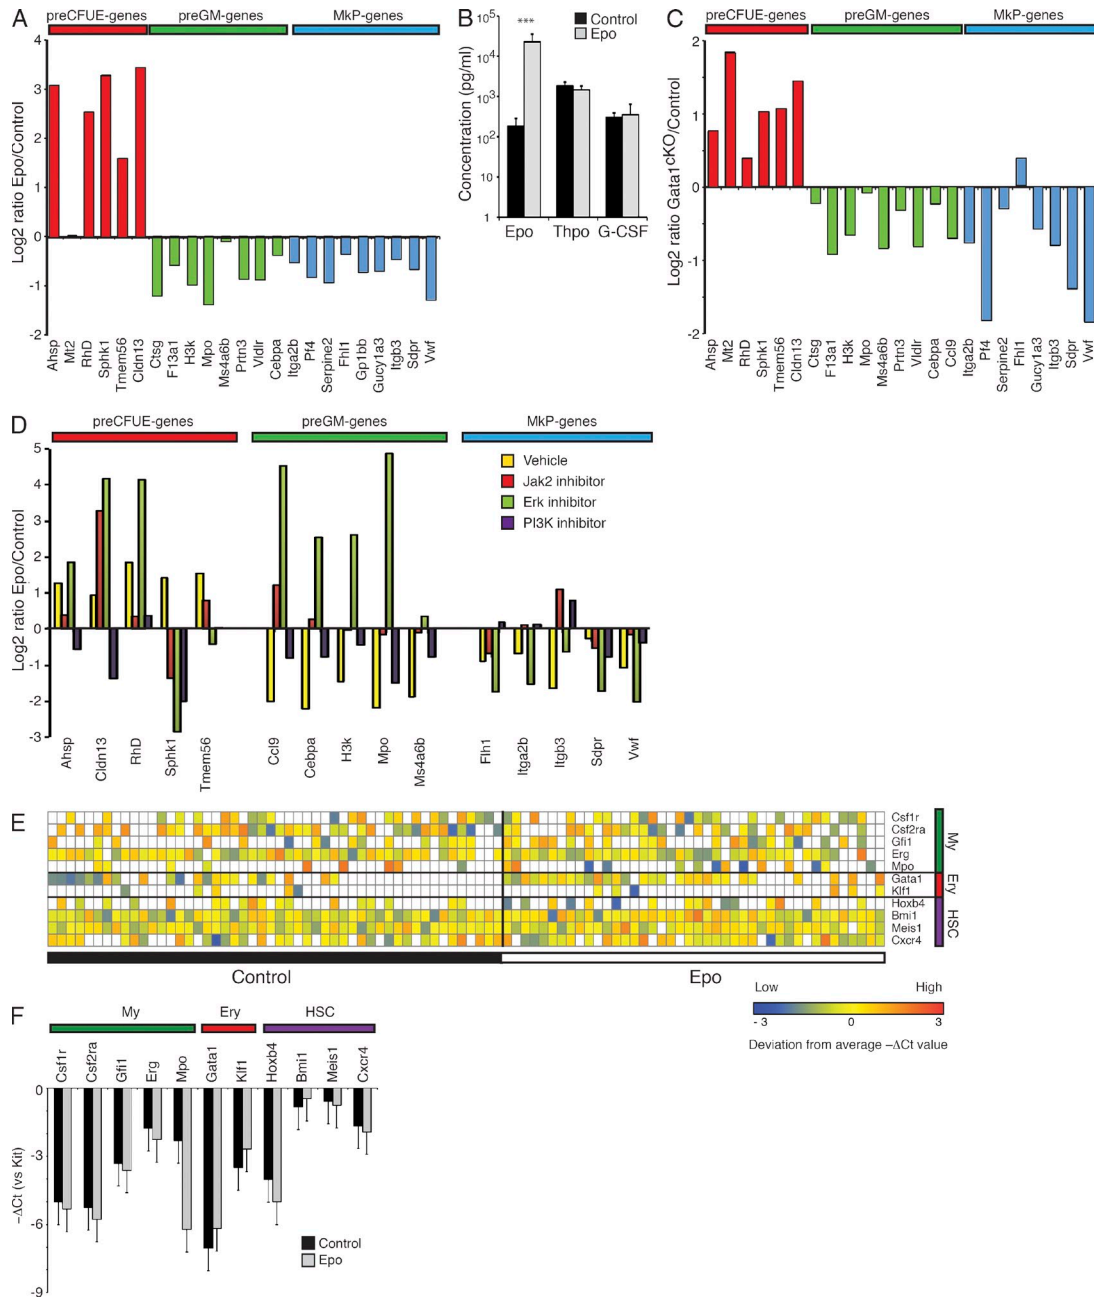 A
preCFUE-genes
preGM-genes
MkP-genes
Log2 ratio Epo/Control
4
3
2
1
0
-1
-2
Ahsp
Mt2
RhD
Sphk1
Tmem56
Cldn13
Ctsg
F13a1
H3k
Mpo
Ms4a6b
Prtn3
Vldlr
Cebpa
Itga2b
Pf4
Serpine2
Fhl1
Gp1bb
Gucy1a3
Itgb3
Sdpr
Vwf
B
***
Control
Epo
Concentration (pg/ml)
10^5
10^4
10^3
10^2
10
1
Epo
Thpo
G-CSF
C
preCFUE-genes
preGM-genes
MkP-genes
Log2 ratio Gata1cKO/Control
2
1
0
-1
-2
Ahsp
Mt2
RhD
Sphk1
Tmem56
Cldn13
Ctsg
F13a1
H3k
Mpo
Ms4a6b
Prtn3
Vldlr
Cebpa
Ccl9
Itga2b
Pf4
Serpine2
Fhl1
Gucy1a3
Itgb3
Sdpr
Vwf
D
preCFUE-genes
preGM-genes
MkP-genes
Vehicle
Jak2 inhibitor
Erk inhibitor
PI3K inhibitor
Log2 ratio Epo/Control
5
4
3
2
1
0
-1
-2
-3
Ahsp
Cldn13
RhD
Sphk1
Tmem56
Ccl9
Cebpa
H3k
Mpo
Ms4a6b
Flh1
Itga2b
Itgb3
Sdpr
Vwf
E
Csf1r
Csf2ra
Gfi1
Erg
Mpo
Gata1
Klf1
Hoxb4
Bmi1
Meis1
Cxcr4
My
Ery
HSC
Control
Epo
Low
High
- 3
0
3
Deviation from average –ΔCt value
F
My
Ery
HSC
Csf1r
Csf2ra
Gfi1
Erg
Mpo
Gata1
Klf1
Hoxb4
Bmi1
Meis1
Cxcr4
–ΔCt (vs Kit)
0
-3
-6
-9
Control
Epo